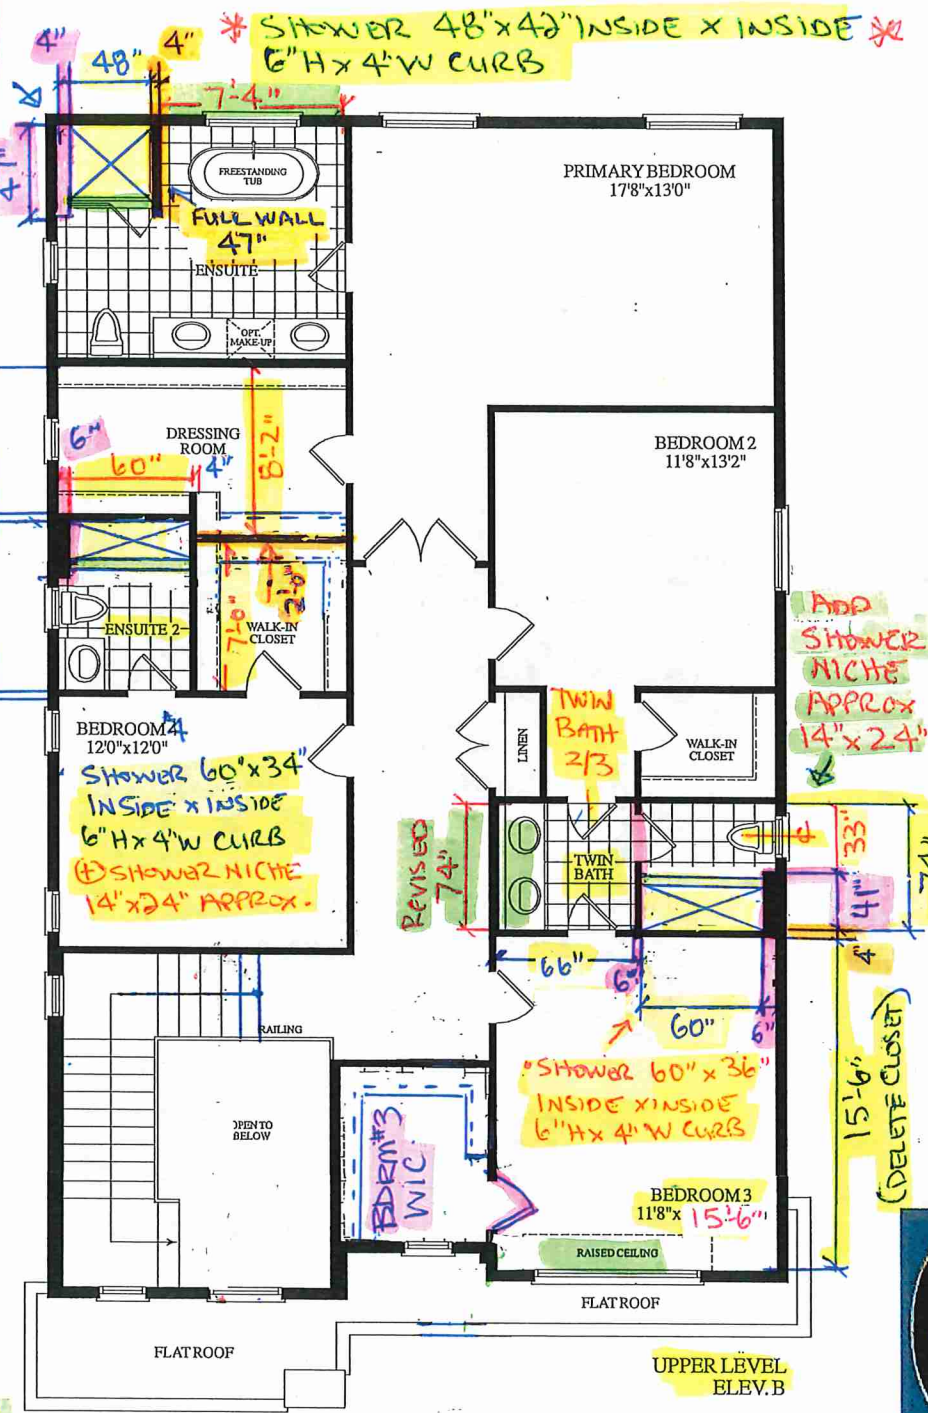 * SHOWER 48"x42" INSIDE X INSIDE *
6"H x 4"W CURB
4"
48"
4"
7'-4"
FREESTANDING
TUB
FULL WALL
47"
ENSUITE
OPT.
MAKE-UP
PRIMARY BEDROOM
17'8"x13'0"
DRESSING
ROOM
6"
60"
4"
8'-2"
BEDROOM 2
11'8"x13'2"
ENSUITE 2
7'-0"
2'-0"
WALK-IN
CLOSET
ADD
SHOWER
NICHE
APPROX
14"x24"
BEDROOM 4
12'0"x12'0"
SHOWER 60"x34"
INSIDE x INSIDE
6"H x 4"W CURB
(+) SHOWER NICHE
14"x24" APPROX.
LINEN
TWIN
BATH
2/3
WALK-IN
CLOSET
REVISED
74"
TWIN
BATH
33"
41"
74"
4"
66"
6"
60"
6"
15'-6"
(DELETE CLOSET)
RAILING
OPEN TO
BELOW
"SHOWER 60" x 36"
INSIDE X INSIDE
6"H x 4"W CURB
BDRM #3
WIC
BEDROOM 3
11'8"x 15'-6"
RAISED CEILING
FLAT ROOF
FLAT ROOF
UPPER LEVEL
ELEV. B